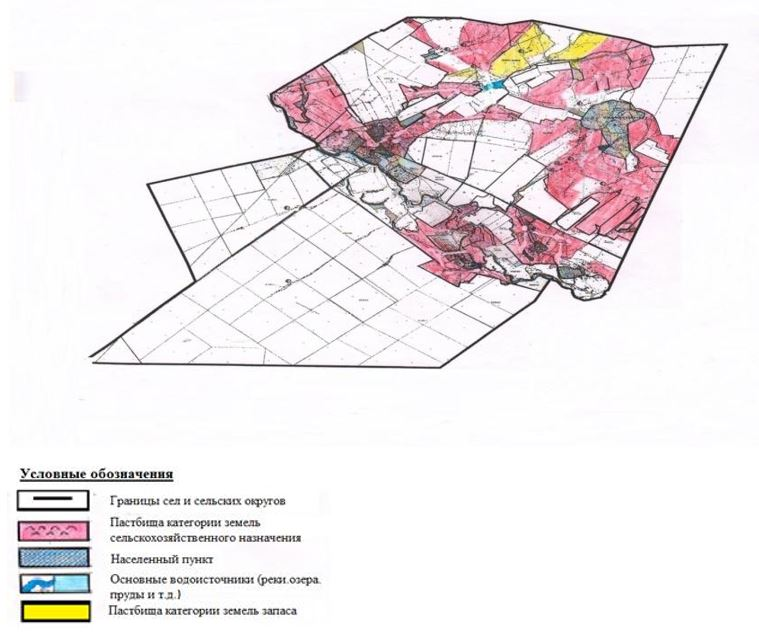 Условные обозначения
Границы сел и сельских округов
Пастбища категории земель
сельскохозяйственного назначения
Населенный пункт
Основные водоисточники (реки.озера.
пруды и т.д.)
Пастбища категории земель запаса